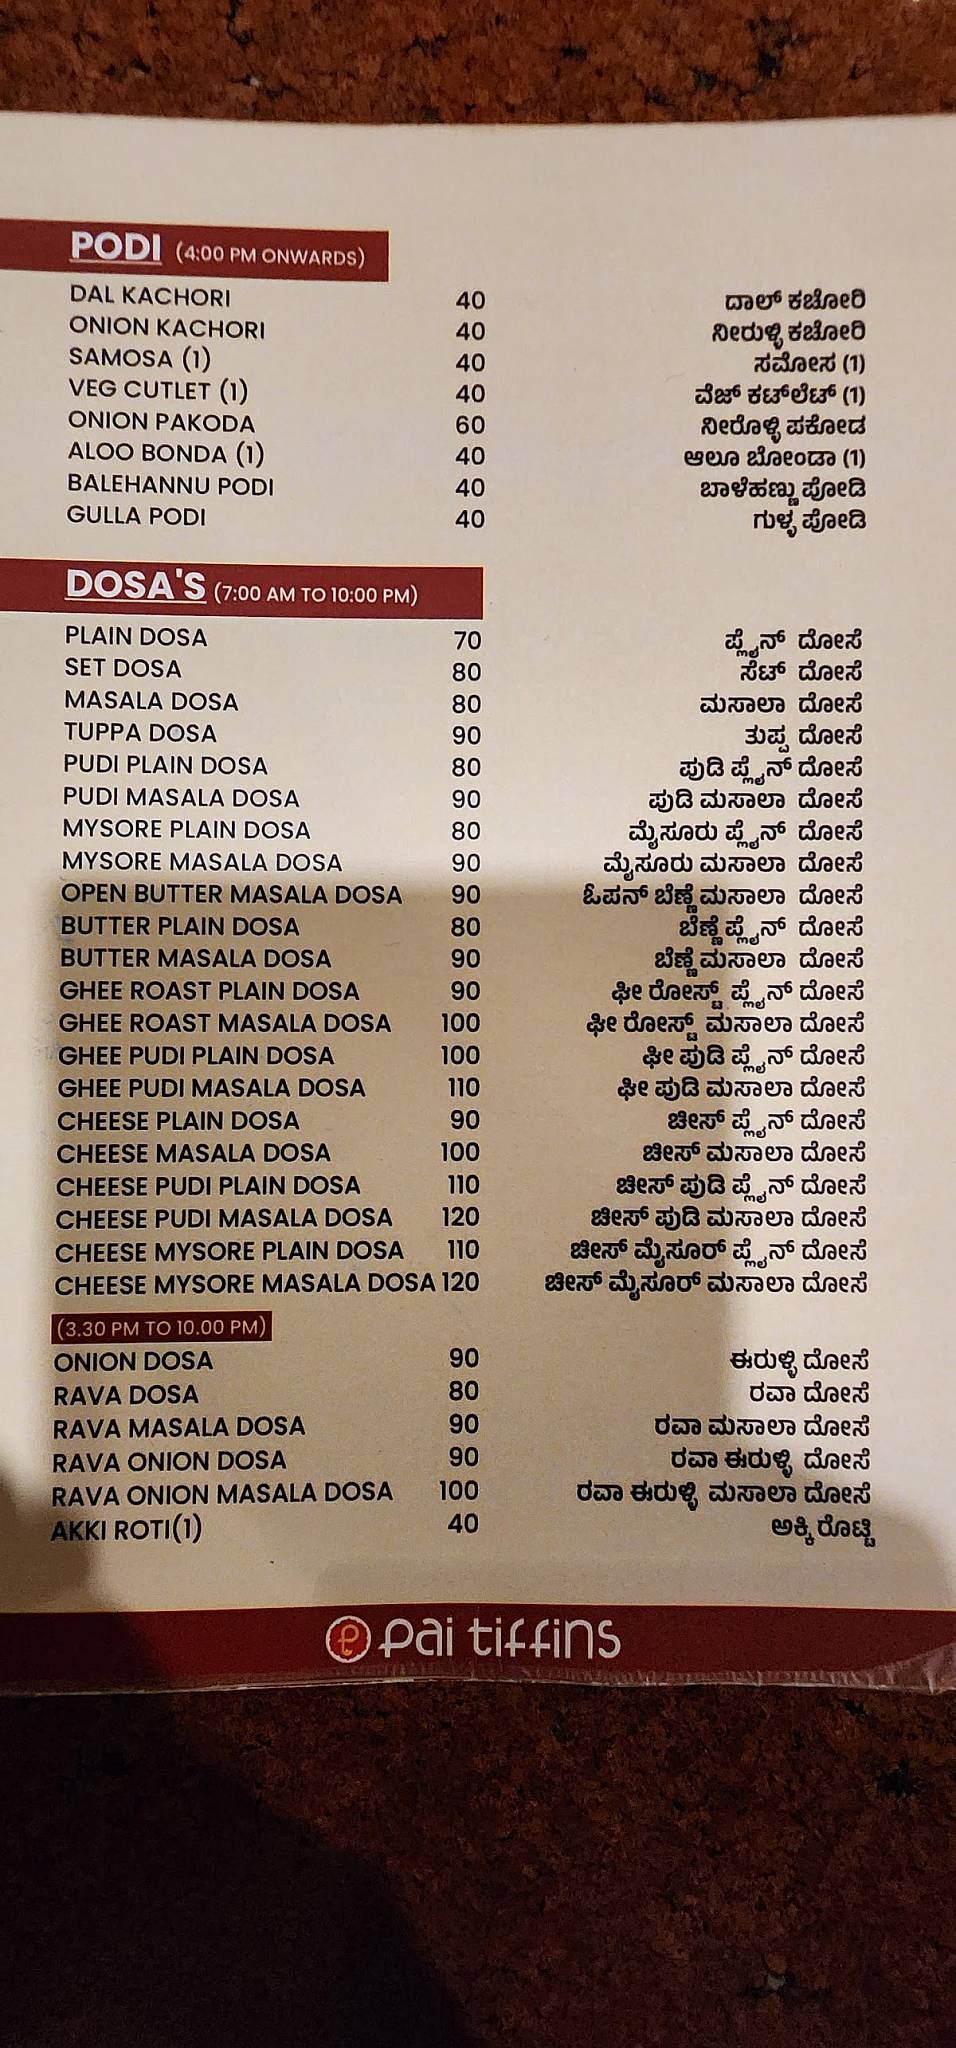 PODI (4:00 PM ONWARDS)
DAL KACHORI 40 ದಾಲ್ ಕಚೋರಿ
ONION KACHORI 40 ನೀರುಳ್ಳಿ ಕಚೋರಿ
SAMOSA (1) 40 ಸಮೋಸ (1)
VEG CUTLET (1) 40 ವೆಜ್ ಕಟ್‌ಲೆಟ್ (1)
ONION PAKODA 60 ನೀರೊಳ್ಳಿ ಪಕೋಡ
ALOO BONDA (1) 40 ಆಲೂ ಬೋಂಡಾ (1)
BALEHANNU PODI 40 ಬಾಳೆಹಣ್ಣು ಪೋಡಿ
GULLA PODI 40 ಗುಳ್ಳ ಪೋಡಿ
DOSA'S (7:00 AM TO 10:00 PM)
PLAIN DOSA 70 ಪ್ಲೈನ್ ದೋಸೆ
SET DOSA 80 ಸೆಟ್ ದೋಸೆ
MASALA DOSA 80 ಮಸಾಲಾ ದೋಸೆ
TUPPA DOSA 90 ತುಪ್ಪ ದೋಸೆ
PUDI PLAIN DOSA 80 ಪುಡಿ ಪ್ಲೈನ್ ದೋಸೆ
PUDI MASALA DOSA 90 ಪುಡಿ ಮಸಾಲಾ ದೋಸೆ
MYSORE PLAIN DOSA 80 ಮೈಸೂರು ಪ್ಲೈನ್ ದೋಸೆ
MYSORE MASALA DOSA 90 ಮೈಸೂರು ಮಸಾಲಾ ದೋಸೆ
OPEN BUTTER MASALA DOSA 90 ಓಪನ್ ಬೆಣ್ಣೆ ಮಸಾಲಾ ದೋಸೆ
BUTTER PLAIN DOSA 80 ಬೆಣ್ಣೆ ಪ್ಲೈನ್ ದೋಸೆ
BUTTER MASALA DOSA 90 ಬೆಣ್ಣೆ ಮಸಾಲಾ ದೋಸೆ
GHEE ROAST PLAIN DOSA 90 ಘೀ ರೋಸ್ಟ್ ಪ್ಲೈನ್ ದೋಸೆ
GHEE ROAST MASALA DOSA 100 ಘೀ ರೋಸ್ಟ್ ಮಸಾಲಾ ದೋಸೆ
GHEE PUDI PLAIN DOSA 100 ಘೀ ಪುಡಿ ಪ್ಲೈನ್ ದೋಸೆ
GHEE PUDI MASALA DOSA 110 ಘೀ ಪುಡಿ ಮಸಾಲಾ ದೋಸೆ
CHEESE PLAIN DOSA 90 ಚೀಸ್ ಪ್ಲೈನ್ ದೋಸೆ
CHEESE MASALA DOSA 100 ಚೀಸ್ ಮಸಾಲಾ ದೋಸೆ
CHEESE PUDI PLAIN DOSA 110 ಚೀಸ್ ಪುಡಿ ಪ್ಲೈನ್ ದೋಸೆ
CHEESE PUDI MASALA DOSA 120 ಚೀಸ್ ಪುಡಿ ಮಸಾಲಾ ದೋಸೆ
CHEESE MYSORE PLAIN DOSA 110 ಚೀಸ್ ಮೈಸೂರ್ ಪ್ಲೈನ್ ದೋಸೆ
CHEESE MYSORE MASALA DOSA 120 ಚೀಸ್ ಮೈಸೂರ್ ಮಸಾಲಾ ದೋಸೆ
(3.30 PM TO 10.00 PM)
ONION DOSA 90 ಈರುಳ್ಳಿ ದೋಸೆ
RAVA DOSA 80 ರವಾ ದೋಸೆ
RAVA MASALA DOSA 90 ರವಾ ಮಸಾಲಾ ದೋಸೆ
RAVA ONION DOSA 90 ರವಾ ಈರುಳ್ಳಿ ದೋಸೆ
RAVA ONION MASALA DOSA 100 ರವಾ ಈರುಳ್ಳಿ ಮಸಾಲಾ ದೋಸೆ
AKKI ROTI(1) 40 ಅಕ್ಕಿ ರೊಟ್ಟಿ
Pai tiffins